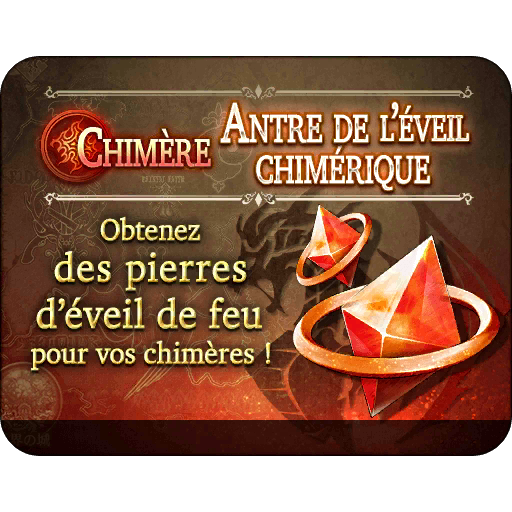 CHIMÈRE
ANTRE DE L'ÉVEIL
CHIMÉRIQUE
Obtenez
des pierres
d'éveil de feu
pour vos chimères !